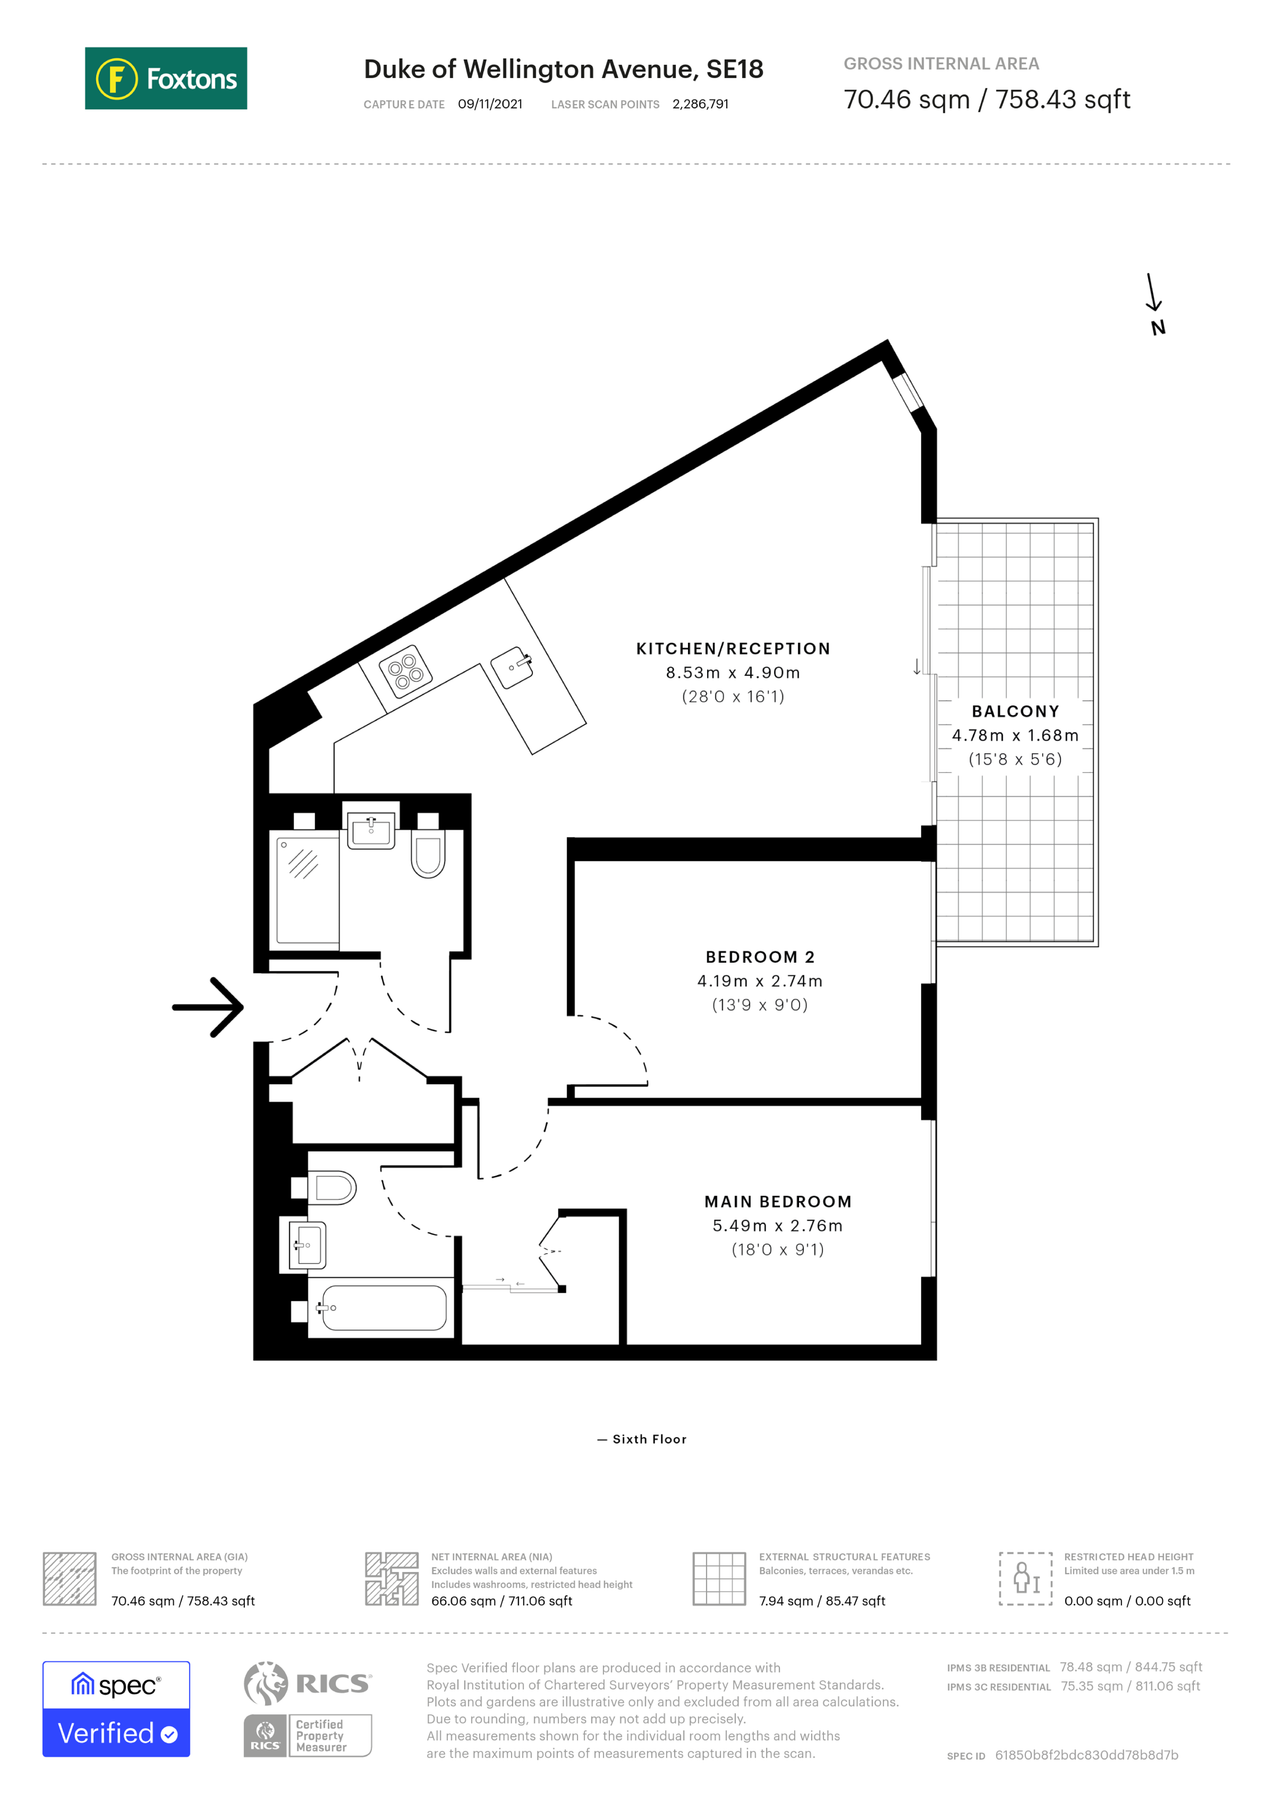 Foxtons
Duke of Wellington Avenue, SE18
CAPTURE DATE 09/11/2021 LASER SCAN POINTS 2,286,791
GROSS INTERNAL AREA
70.46 sqm / 758.43 sqft
N
KITCHEN/RECEPTION
8.53m x 4.90m
(28'0 x 16'1)
BALCONY
4.78m x 1.68m
(15'8 x 5'6)
BEDROOM 2
4.19m x 2.74m
(13'9 x 9'0)
MAIN BEDROOM
5.49m x 2.76m
(18'0 x 9'1)
— Sixth Floor
GROSS INTERNAL AREA (GIA)
The footprint of the property
70.46 sqm / 758.43 sqft
NET INTERNAL AREA (NIA)
Excludes walls and external features
Includes washrooms, restricted head height
66.06 sqm / 711.06 sqft
EXTERNAL STRUCTURAL FEATURES
Balconies, terraces, verandas etc.
7.94 sqm / 85.47 sqft
RESTRICTED HEAD HEIGHT
Limited use area under 1.5 m
0.00 sqm / 0.00 sqft
spec®
Verified
RICS®
RICS
Certified
Property
Measurer
Spec Verified floor plans are produced in accordance with
Royal Institution of Chartered Surveyors' Property Measurement Standards.
Plots and gardens are illustrative only and excluded from all area calculations.
Due to rounding, numbers may not add up precisely.
All measurements shown for the individual room lengths and widths
are the maximum points of measurements captured in the scan.
IPMS 3B RESIDENTIAL 78.48 sqm / 844.75 sqft
IPMS 3C RESIDENTIAL 75.35 sqm / 811.06 sqft
SPEC ID 61850b8f2bdc830dd78b8d7b